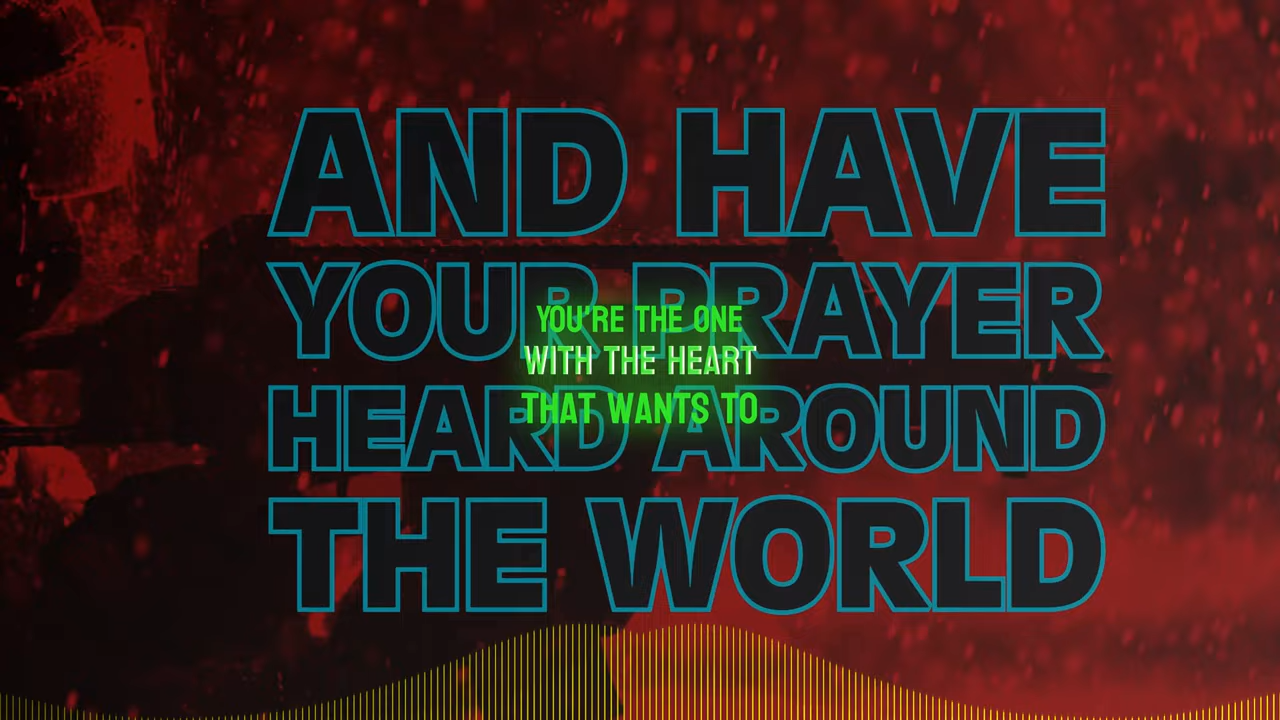 AND HAVE
YOUR PRAYER
HEARD AROUND
THE WORLD
YOU'RE THE ONE
WITH THE HEART
THAT WANTS TO